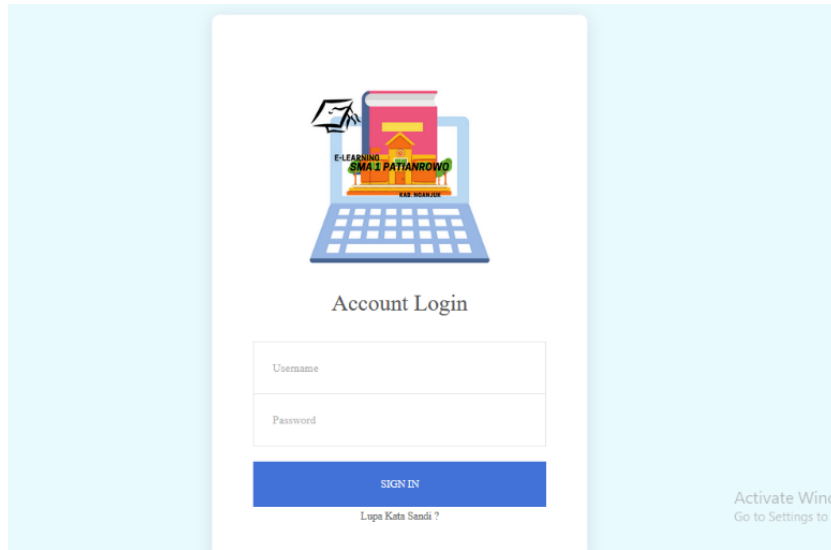 E-LEARNING
SMA 1 PATIANROWO
KAB. NGANJUK
Account Login
Username
Password
SIGN IN
Lupa Kata Sandi ?
Activate Wind
Go to Settings to